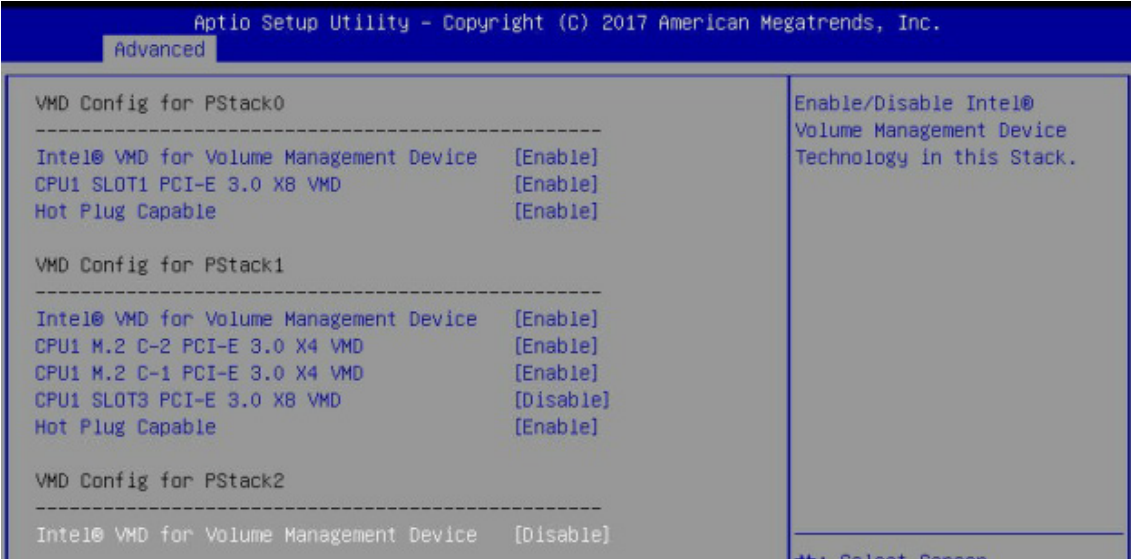 Aptio Setup Utility – Copyright (C) 2017 American Megatrends, Inc.
Advanced
VMD Config for PStack0
------------------------------------------------------
Intel® VMD for Volume Management Device [Enable]
CPU1 SLOT1 PCI-E 3.0 X8 VMD [Enable]
Hot Plug Capable [Enable]
VMD Config for PStack1
------------------------------------------------------
Intel® VMD for Volume Management Device [Enable]
CPU1 M.2 C-2 PCI-E 3.0 X4 VMD [Enable]
CPU1 M.2 C-1 PCI-E 3.0 X4 VMD [Enable]
CPU1 SLOT3 PCI-E 3.0 X8 VMD [Disable]
Hot Plug Capable [Enable]
VMD Config for PStack2
------------------------------------------------------
Intel® VMD for Volume Management Device [Disable]
Enable/Disable Intel®
Volume Management Device
Technology in this Stack.